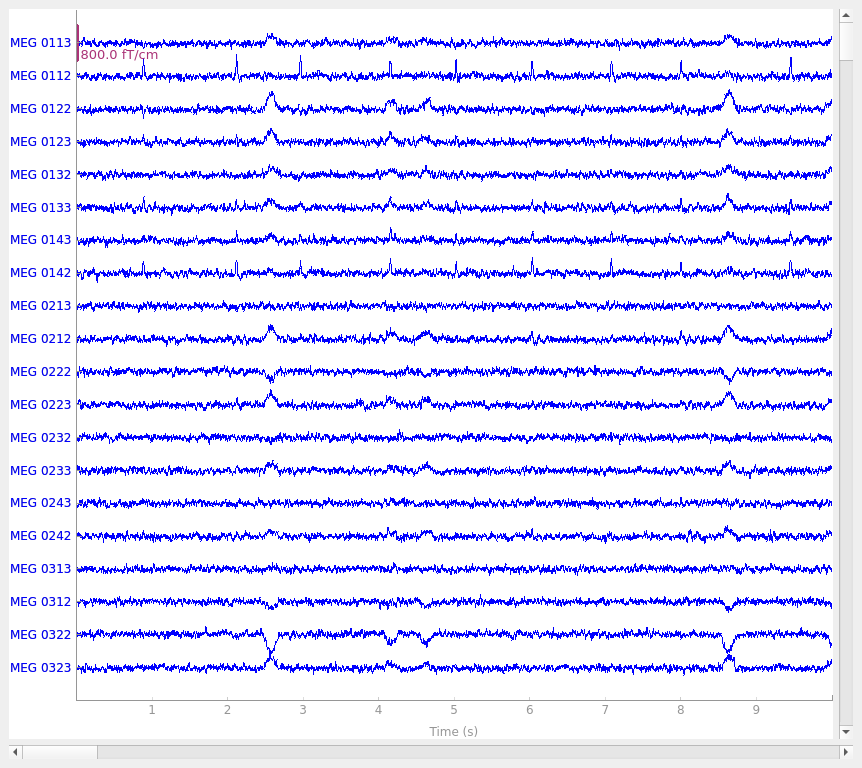 MEG 0113
800.0 fT/cm
MEG 0112
MEG 0122
MEG 0123
MEG 0132
MEG 0133
MEG 0143
MEG 0142
MEG 0213
MEG 0212
MEG 0222
MEG 0223
MEG 0232
MEG 0233
MEG 0243
MEG 0242
MEG 0313
MEG 0312
MEG 0322
MEG 0323
1 2 3 4 5 6 7 8 9
Time (s)